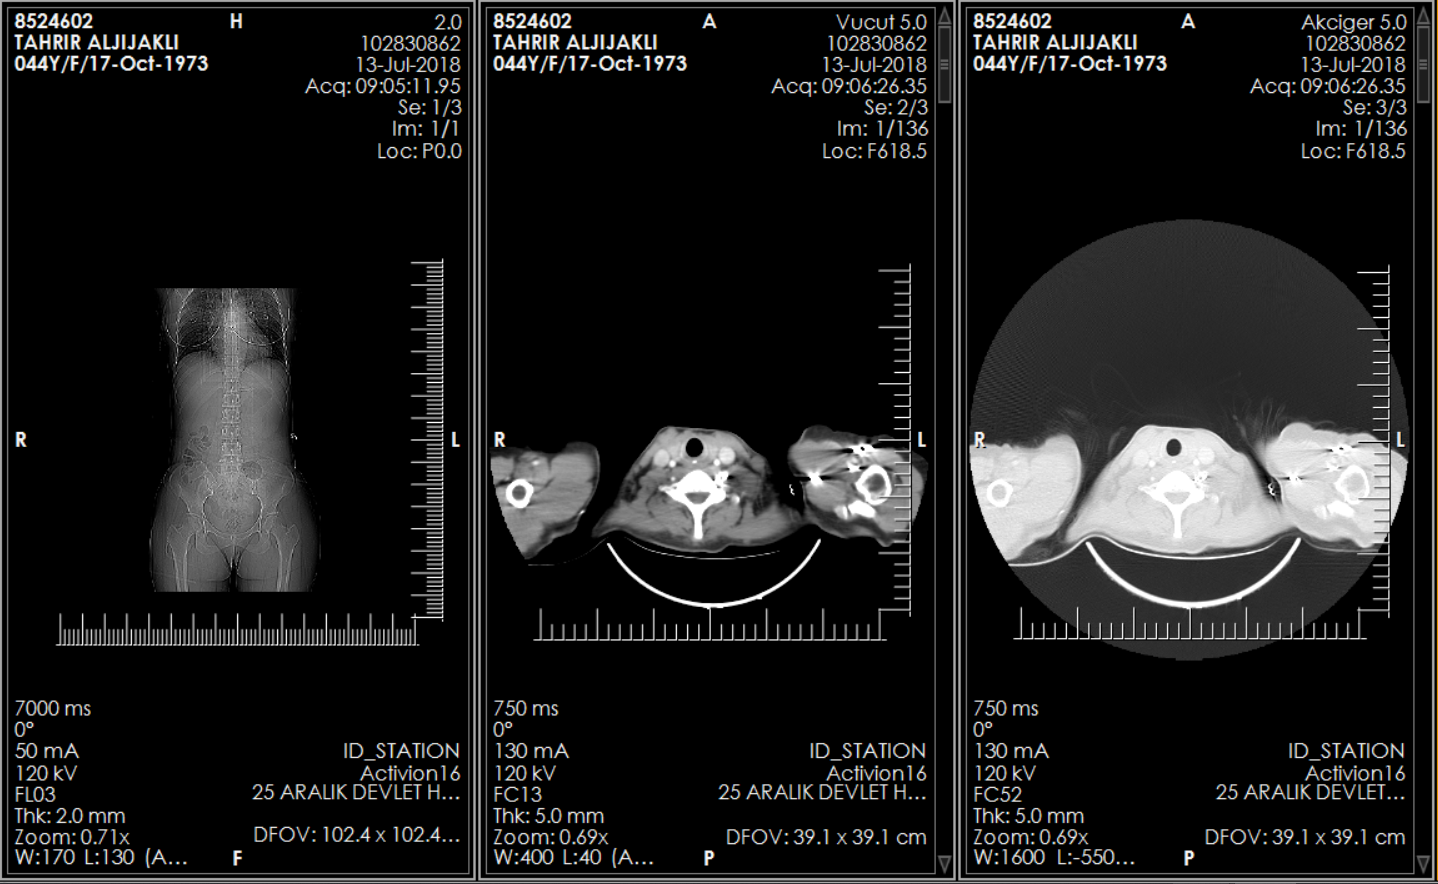 8524602 H 2.0
TAHRIR ALJIJAKLI 102830862
044Y/F/17-Oct-1973 13-Jul-2018
Acq: 09:05:11.95
Se: 1/3
Im: 1/1
Loc: P0.0
R L
7000 ms
0°
50 mA ID_STATION
120 kV Activion16
FL03 25 ARALIK DEVLET H...
Thk: 2.0 mm
Zoom: 0.71x DFOV: 102.4 x 102.4...
W:170 L:130 (A... F
8524602 A Vucut 5.0
TAHRIR ALJIJAKLI 102830862
044Y/F/17-Oct-1973 13-Jul-2018
Acq: 09:06:26.35
Se: 2/3
Im: 1/136
Loc: F618.5
R L
750 ms
0°
130 mA ID_STATION
120 kV Activion16
FC13 25 ARALIK DEVLET H...
Thk: 5.0 mm
Zoom: 0.69x DFOV: 39.1 x 39.1 cm
W:400 L:40 (A... P
8524602 A Akciger 5.0
TAHRIR ALJIJAKLI 102830862
044Y/F/17-Oct-1973 13-Jul-2018
Acq: 09:06:26.35
Se: 3/3
Im: 1/136
Loc: F618.5
R L
750 ms
0°
130 mA ID_STATION
120 kV Activion16
FC52 25 ARALIK DEVLET...
Thk: 5.0 mm
Zoom: 0.69x DFOV: 39.1 x 39.1 cm
W:1600 L:-550... P